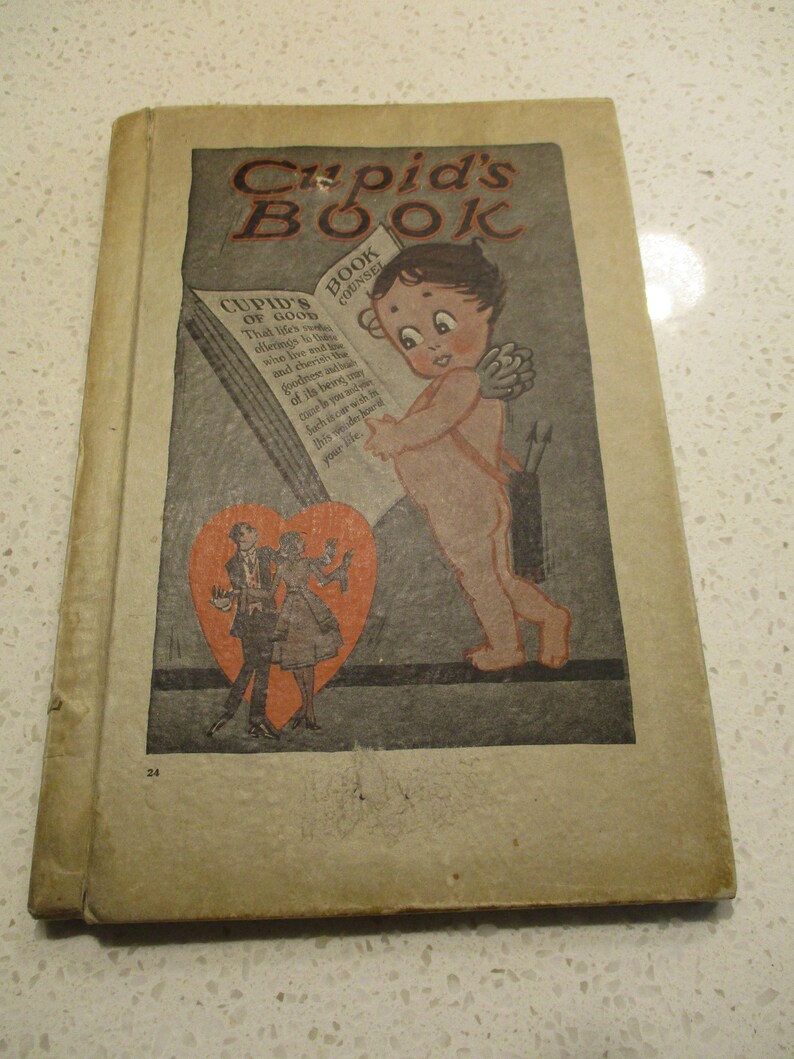 Cupid's
BOOK
CUPID'S BOOK
OF GOOD COUNSEL
That life's sweetest
offerings to those
who live and love
and cherish the
goodness and beauty
of its being may
come to you and yours
Such is our wish in
this wonder hour of
your life.
24